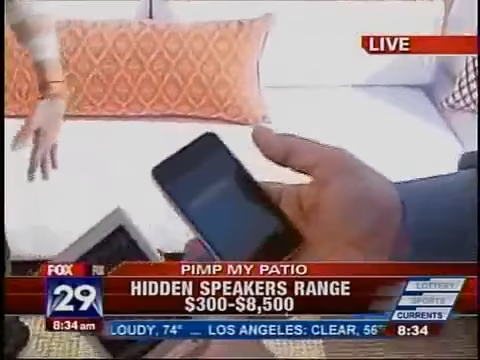 LIVE
PIMP MY PATIO
FOX
29
HIDDEN SPEAKERS RANGE
$300-$8,500
LOTTERY
SPORTS
CURRENTS
8:34 am
LOUDY, 74° ... LOS ANGELES: CLEAR, 56°
8:34